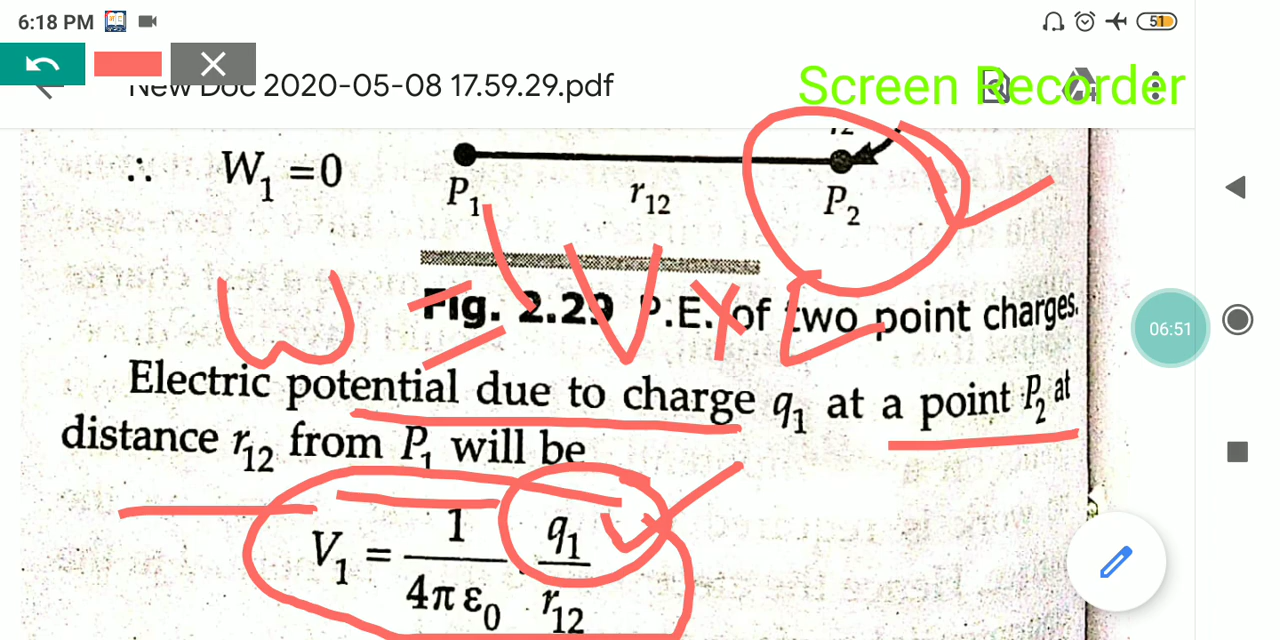 6:18 PM 51
Screen Recorder
New Doc 2020-05-08 17.59.29.pdf
∴ W₁ = 0
P₁ r₁₂ P₂
W = V ×
Fig. 2.29 P.E. of two point charges.
06:51
Electric potential due to charge q₁ at a point P₂ at
distance r₁₂ from P₁ will be
V₁ = 1/4π ε₀ · q₁/r₁₂